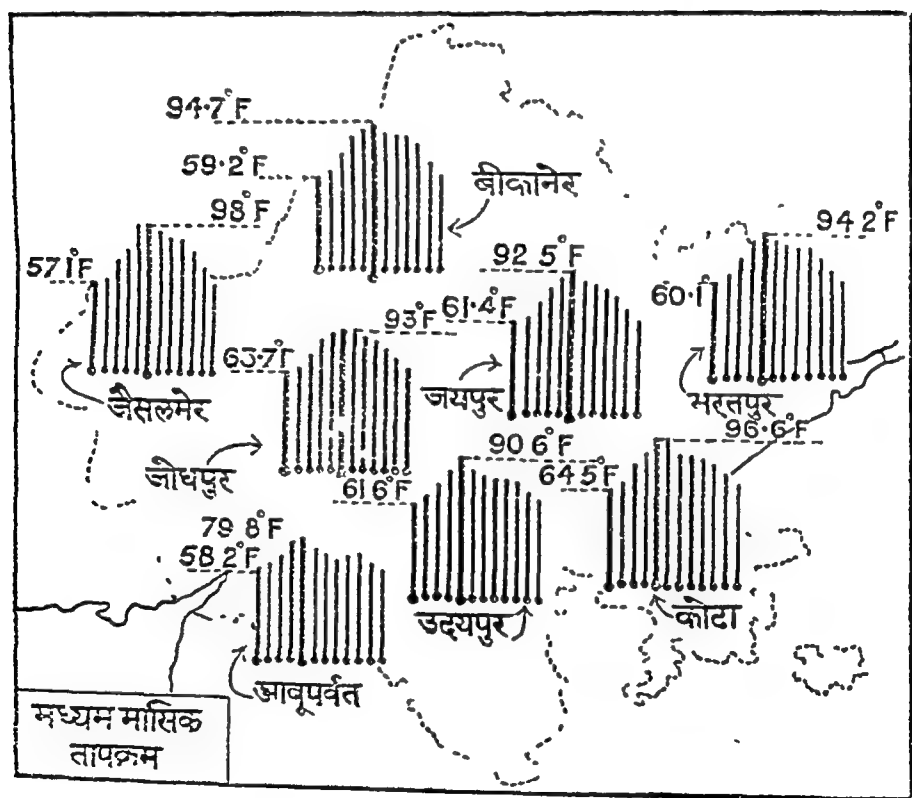 94.7°F
59.2°F
बीकानेर
98°F
57.1°F
94.2°F
92.5°F
60.1°
61.4°F
93°F
63.7°F
जैसलमेर
जयपुर
भरतपुर
96.6°F
जोधपुर
90.6°F
64.5°F
61.6°F
79.8°F
58.2°F
उदयपुर
कोटा
आवूपर्वत
मध्यम मासिक
तापक्रम